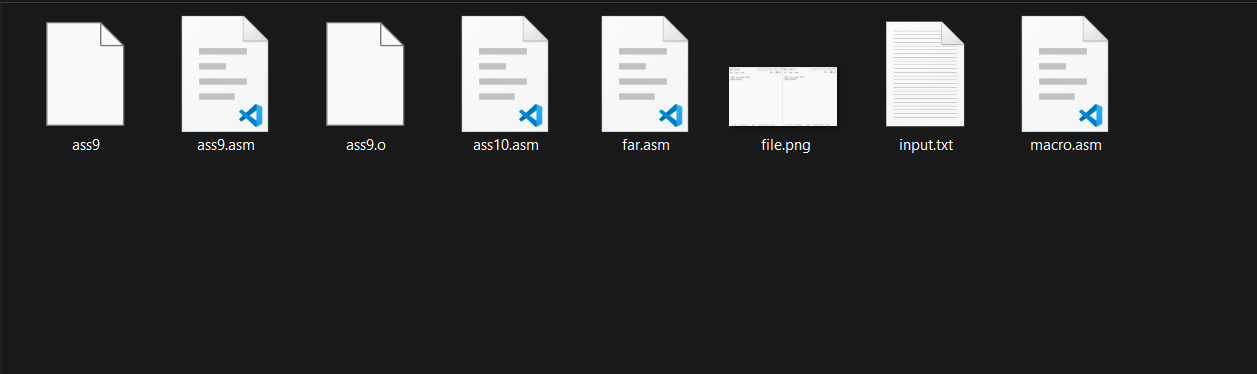 ass9
ass9.asm
ass9.o
ass10.asm
far.asm
file.png
input.txt
macro.asm